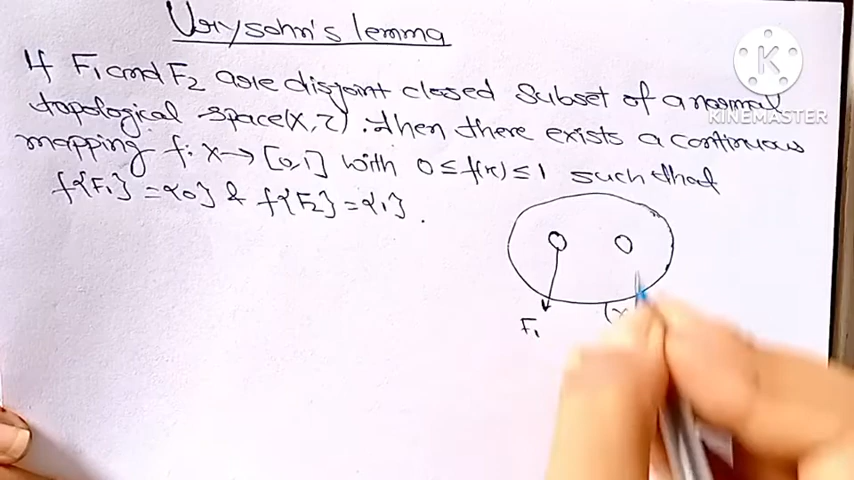 Urysohn's lemma
If F₁ and F₂ are disjoint closed subset of a normal
topological space (X, τ). then there exists a continuous
mapping f: X → [0,1] with 0 ≤ f(x) ≤ 1 such that
f{F₁} = {0} & f{F₂} = {1}.
F₁
(x
K
KINEMASTER